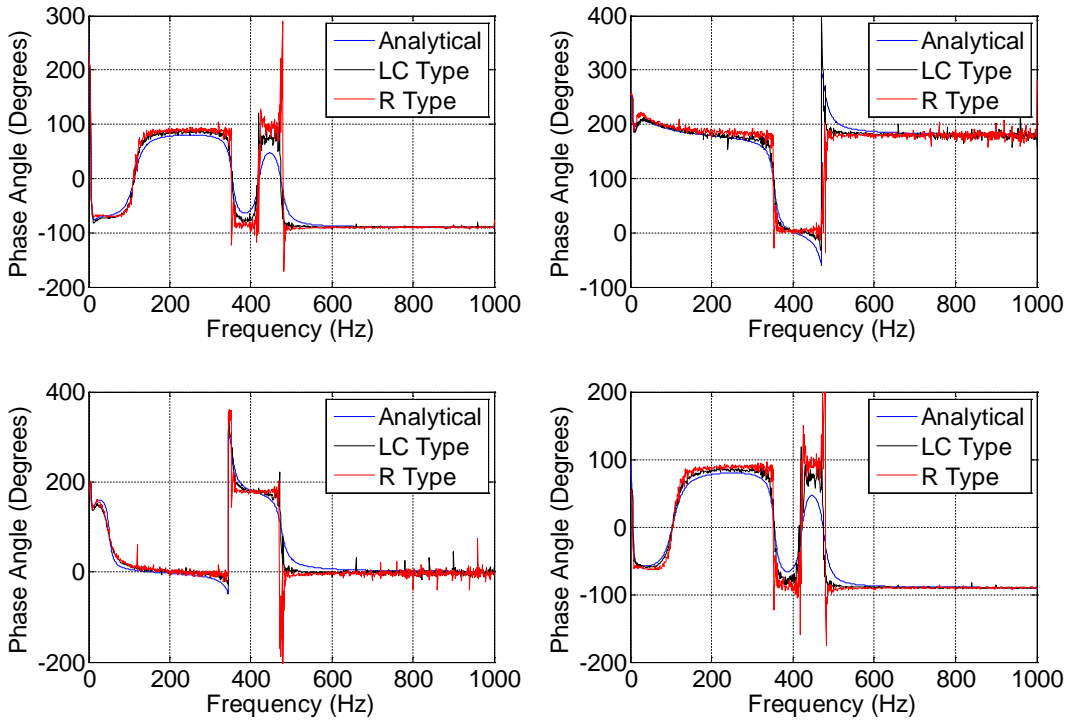 300
200
100
0
-100
-200
0 200 400 600 800 1000
Phase Angle (Degrees)
Frequency (Hz)
Analytical
LC Type
R Type
400
300
200
100
0
-100
0 200 400 600 800 1000
Phase Angle (Degrees)
Frequency (Hz)
Analytical
LC Type
R Type
400
200
0
-200
0 200 400 600 800 1000
Phase Angle (Degrees)
Frequency (Hz)
Analytical
LC Type
R Type
200
100
0
-100
-200
0 200 400 600 800 1000
Phase Angle (Degrees)
Frequency (Hz)
Analytical
LC Type
R Type